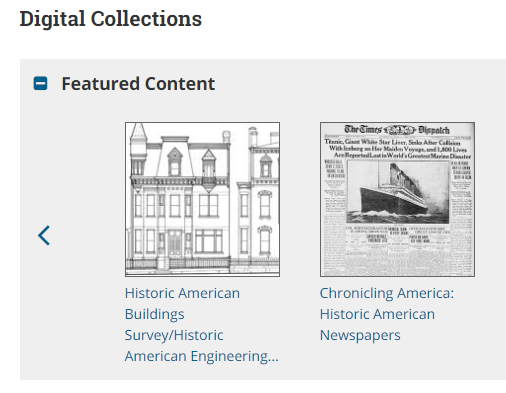 Digital Collections
Featured Content
The Times Dispatch
Titanic, Giant White Star Liner, Sinks After Collision
With Iceberg on Her Maiden Voyage, and 1,800 Lives
Are Reported Lost in World's Greatest Marine Disaster
Historic American
Buildings
Survey/Historic
American Engineering...
Chronicling America:
Historic American
Newspapers